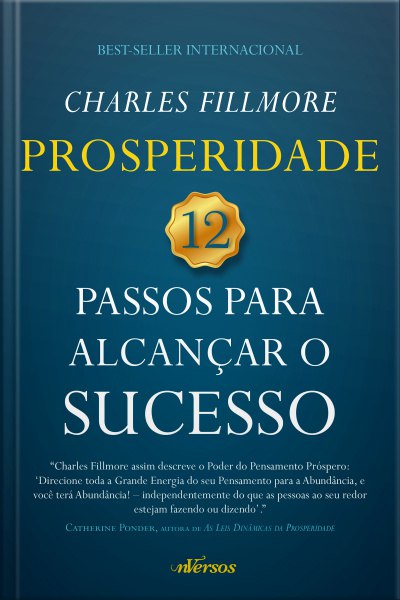 BEST-SELLER INTERNACIONAL
CHARLES FILLMORE
PROSPERIDADE
12
PASSOS PARA
ALCANÇAR O
SUCESSO
“Charles Fillmore assim descreve o Poder do Pensamento Próspero:
‘Direcione toda a Grande Energia do seu Pensamento para a Abundância, e
você terá Abundância! – independentemente do que as pessoas ao seu redor
estejam fazendo ou dizendo’.”
CATHERINE PONDER, AUTORA DE AS LEIS DINÂMICAS DA PROSPERIDADE
nVersos